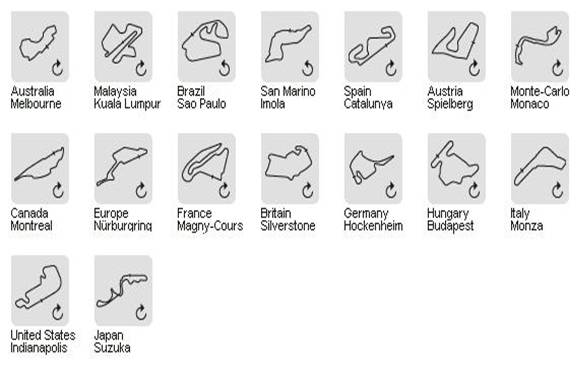 Australia
Melbourne
Malaysia
Kuala Lumpur
Brazil
Sao Paulo
San Marino
Imola
Spain
Catalunya
Austria
Spielberg
Monte-Carlo
Monaco
Canada
Montreal
Europe
Nürburgring
France
Magny-Cours
Britain
Silverstone
Germany
Hockenheim
Hungary
Budapest
Italy
Monza
United States
Indianapolis
Japan
Suzuka